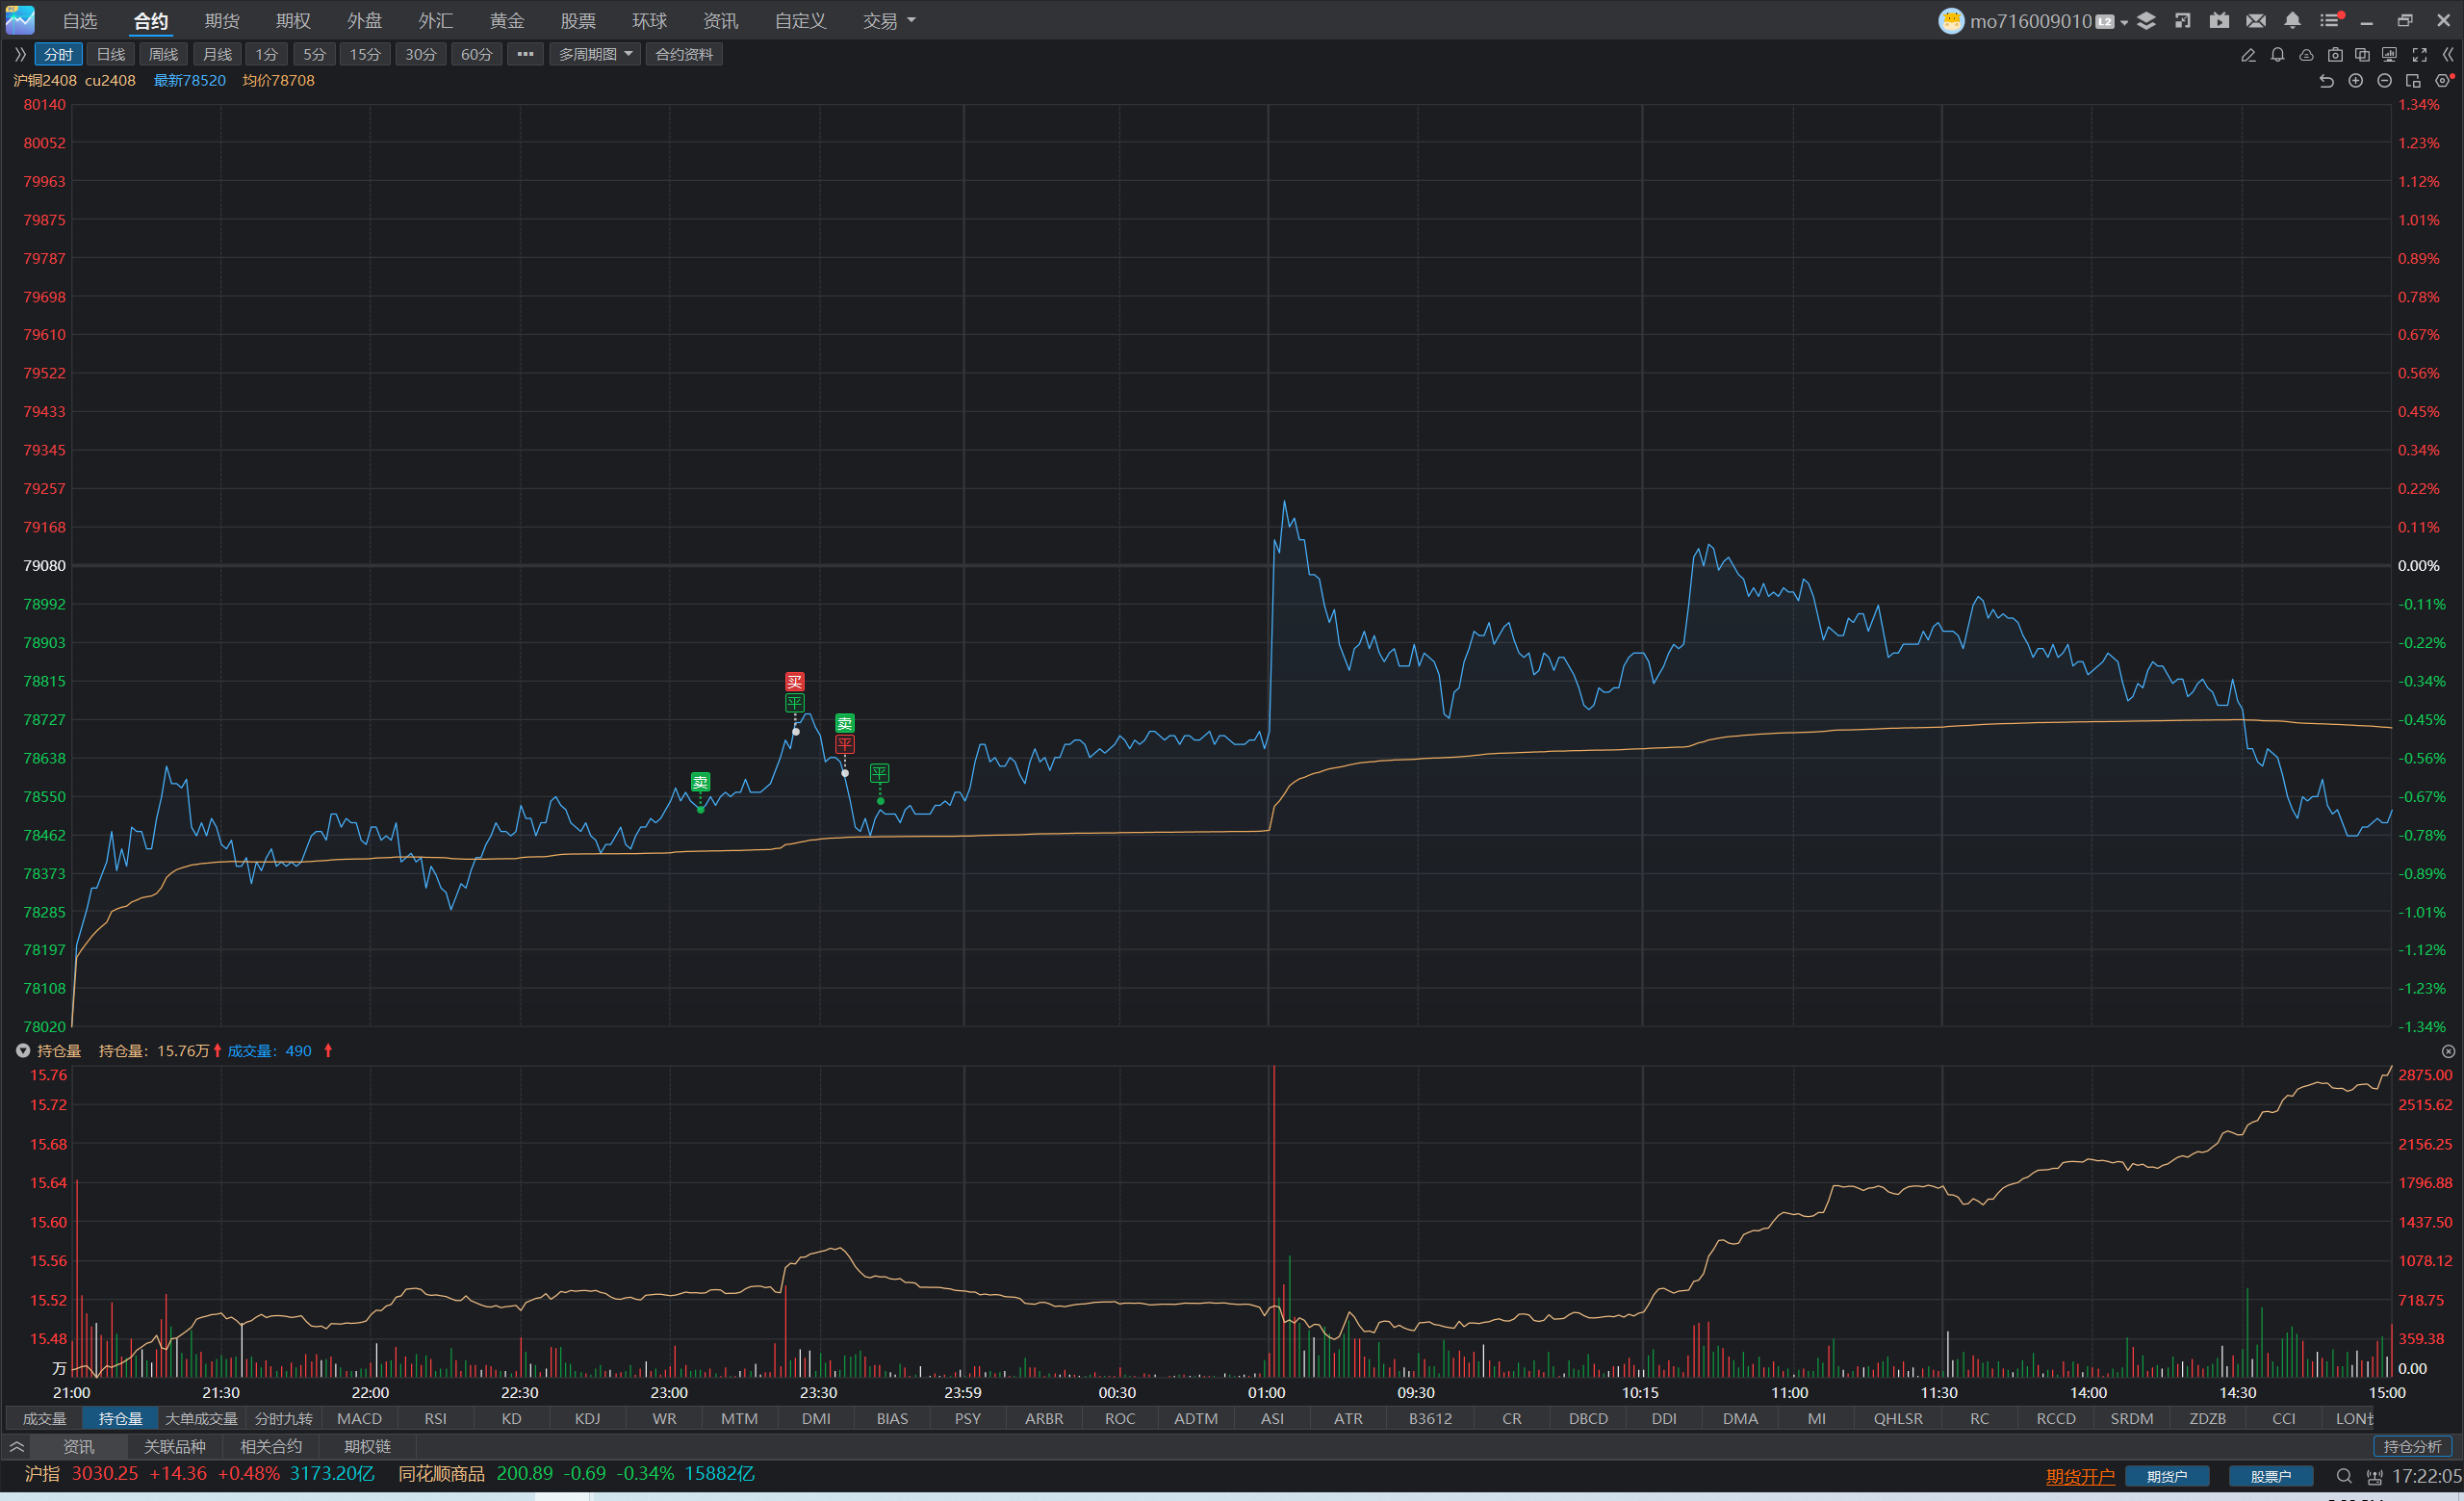 自选 合约 期货 期权 外盘 外汇 黄金 股票 环球 资讯 自定义 交易 mo716009010 L2
分时 日线 周线 月线 1分 5分 15分 30分 60分 ••• 多周期图 合约资料
沪铜2408 cu2408 最新78520 均价78708
80140 1.34%
80052 1.23%
79963 1.12%
79875 1.01%
79787 0.89%
79698 0.78%
79610 0.67%
79522 0.56%
79433 0.45%
79345 0.34%
79257 0.22%
79168 0.11%
79080 0.00%
78992 -0.11%
78903 -0.22%
78815 买 -0.34%
平
78727 卖 -0.45%
平
78638 -0.56%
平
卖
78550 -0.67%
78462 -0.78%
78373 -0.89%
78285 -1.01%
78197 -1.12%
78108 -1.23%
78020 -1.34%
持仓量 持仓量：15.76万 成交量：490
15.76 2875.00
15.72 2515.62
15.68 2156.25
15.64 1796.88
15.60 1437.50
15.56 1078.12
15.52 718.75
15.48 359.38
万 0.00
21:00 21:30 22:00 22:30 23:00 23:30 23:59 00:30 01:00 09:30 10:15 11:00 11:30 14:00 14:30 15:00
成交量 持仓量 大单成交量 分时九转 MACD RSI KD KDJ WR MTM DMI BIAS PSY ARBR ROC ADTM ASI ATR B3612 CR DBCD DDI DMA MI QHLSR RC RCCD SRDM ZDZB CCI LON
资讯 关联品种 相关合约 期权链 持仓分析
沪指 3030.25 +14.36 +0.48% 3173.20亿 同花顺商品 200.89 -0.69 -0.34% 15882亿 期货开户 期货户 股票户 17:22:05